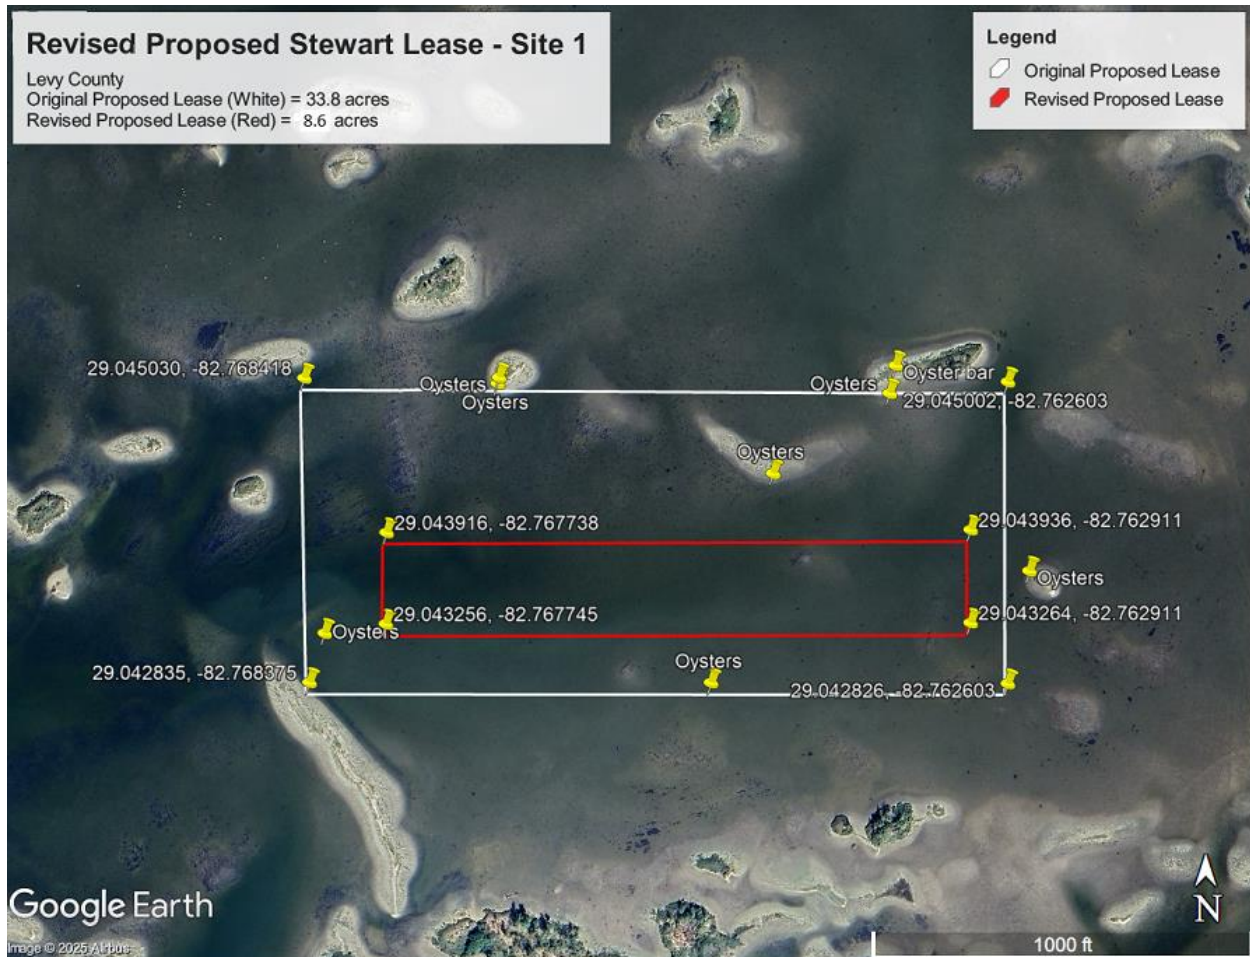 Revised Proposed Stewart Lease - Site 1
Levy County
Original Proposed Lease (White) = 33.8 acres
Revised Proposed Lease (Red) = 8.6 acres
Legend
Original Proposed Lease
Revised Proposed Lease
29.045030, -82.768418
Oysters
Oysters
Oysters
Oyster bar
29.045002, -82.762603
Oysters
29.043916, -82.767738
29.043936, -82.762911
Oysters
29.043256, -82.767745
29.043264, -82.762911
Oysters
Oysters
29.042835, -82.768375
29.042826, -82.762603
Google Earth
Image © 2025 Airbus
N
1000 ft